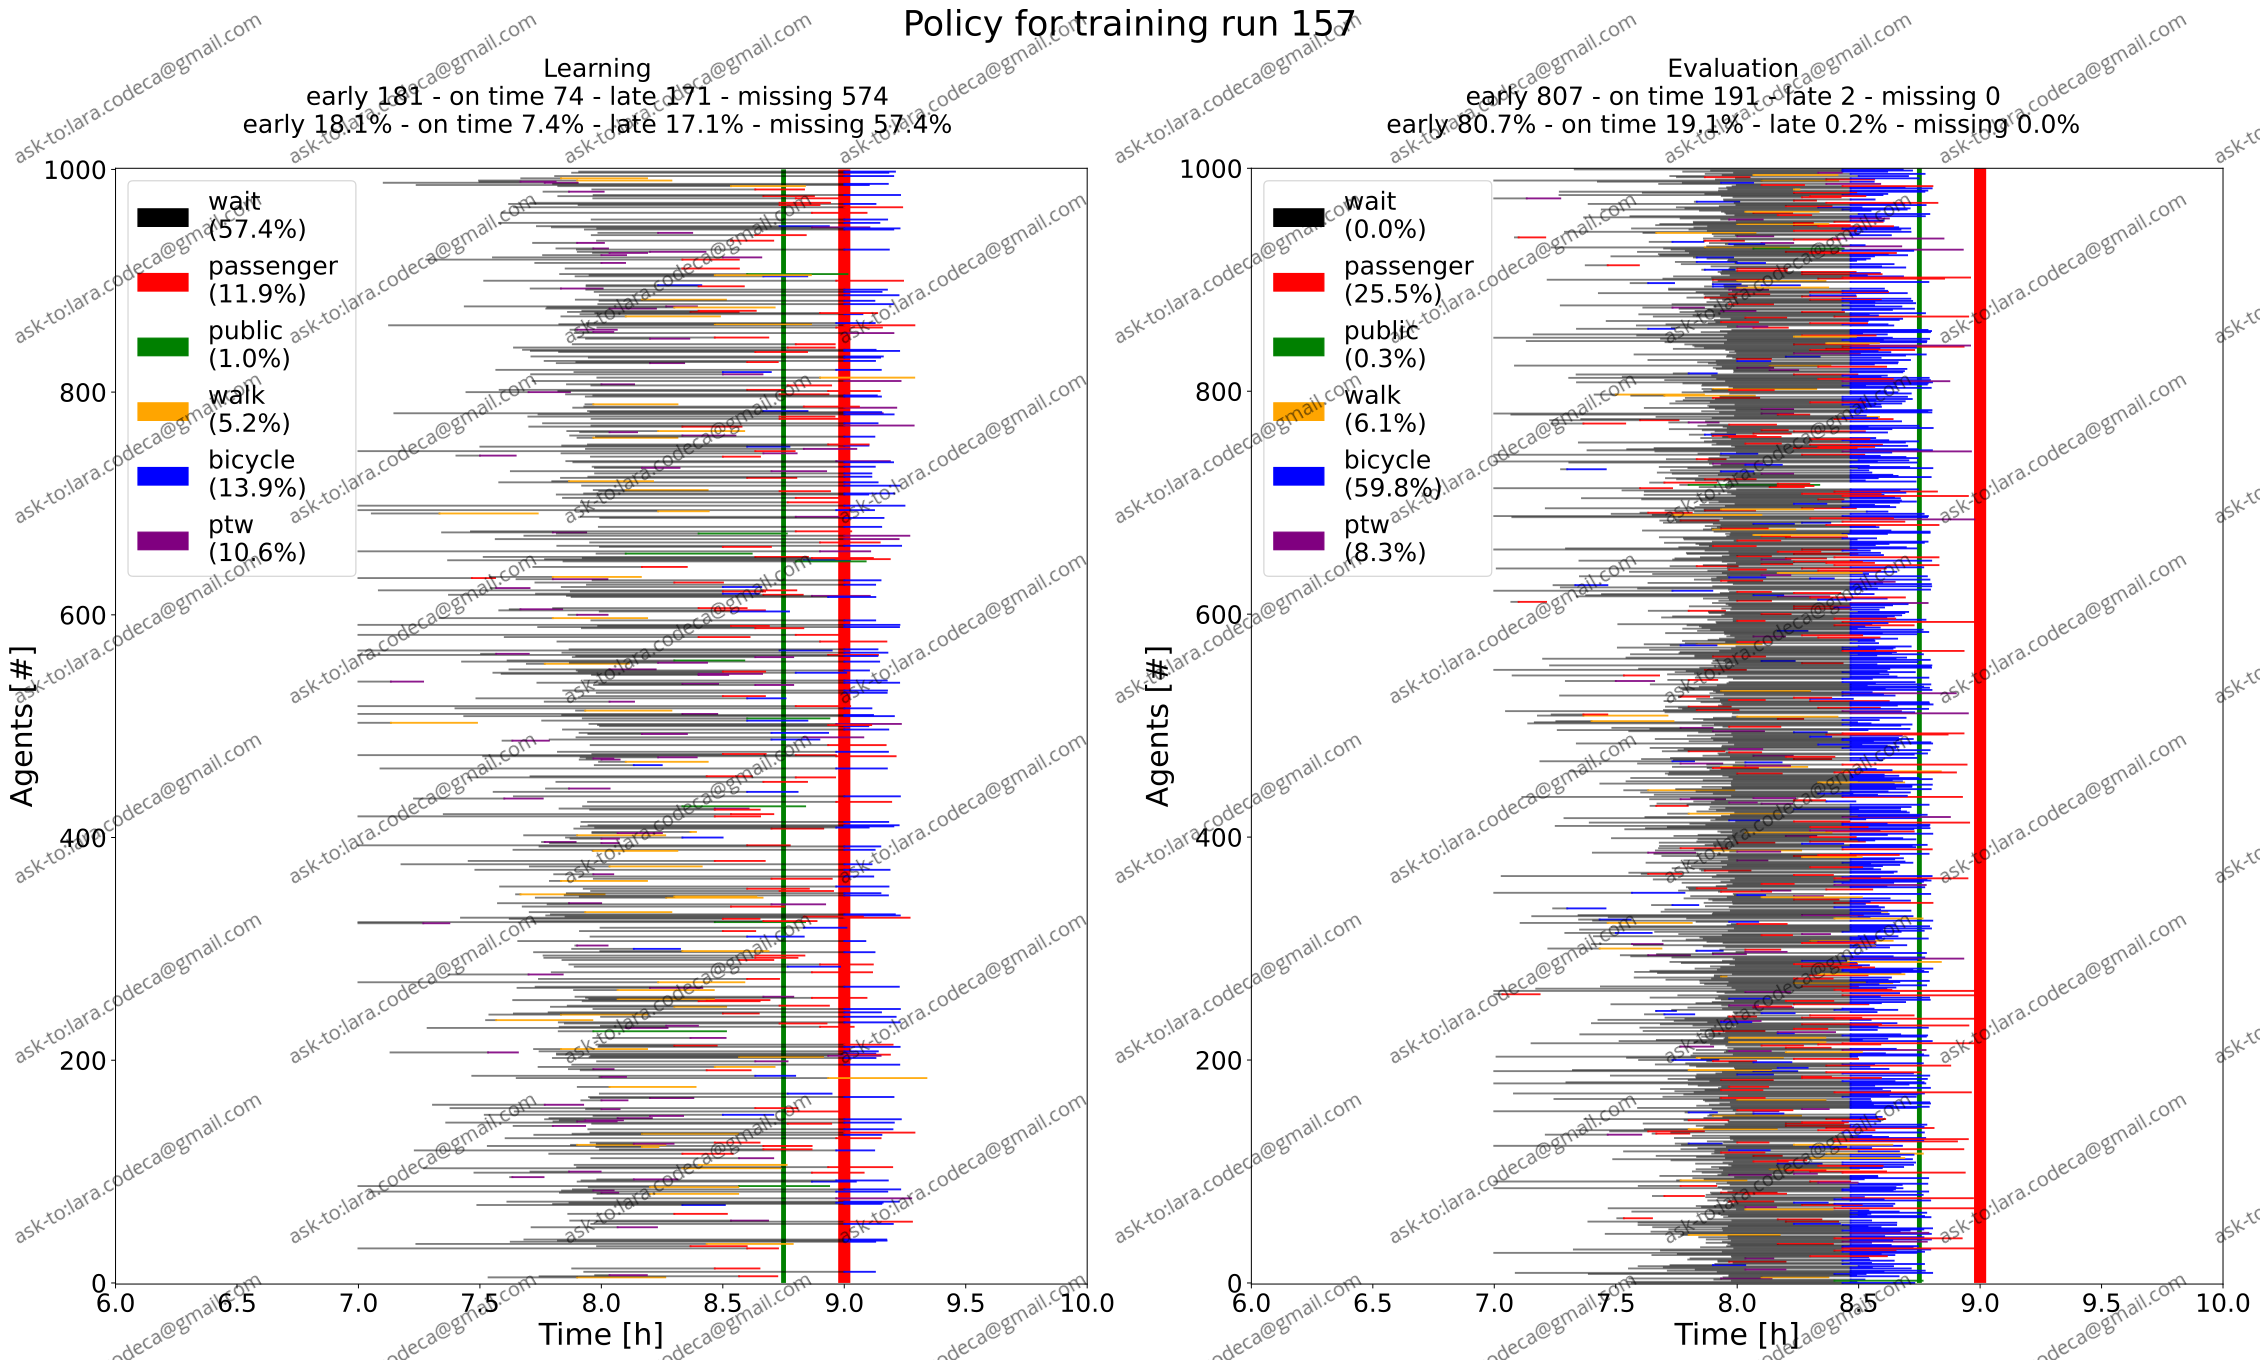 Policy for training run 157
Learning
early 181 - on time 74 - late 171 - missing 574
early 18.1% - on time 7.4% - late 17.1% - missing 57.4%
Agents [#]
1000
800
600
400
200
0
wait
(57.4%)
passenger
(11.9%)
public
(1.0%)
walk
(5.2%)
bicycle
(13.9%)
ptw
(10.6%)
6.0 6.5 7.0 7.5 8.0 8.5 9.0 9.5 10.0
Time [h]
Evaluation
early 807 - on time 191 - late 2 - missing 0
early 80.7% - on time 19.1% - late 0.2% - missing 0.0%
Agents [#]
1000
800
600
400
200
0
wait
(0.0%)
passenger
(25.5%)
public
(0.3%)
walk
(6.1%)
bicycle
(59.8%)
ptw
(8.3%)
6.0 6.5 7.0 7.5 8.0 8.5 9.0 9.5 10.0
Time [h]
ask-to:lara.codeca@gmail.com